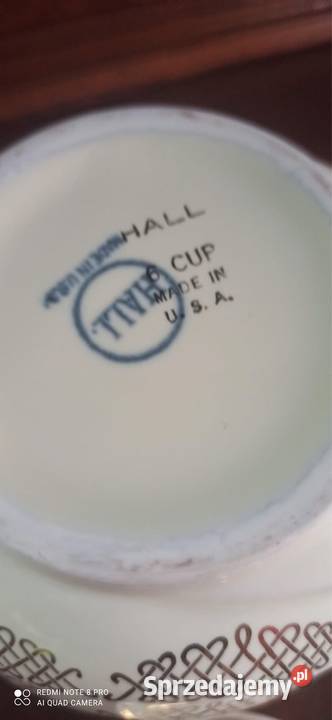 HALL
6 CUP
MADE IN
U. S. A.
MADE IN U.S.A.
HALL
REDMI NOTE 8 PRO
AI QUAD CAMERA
Sprzedajemy.pl